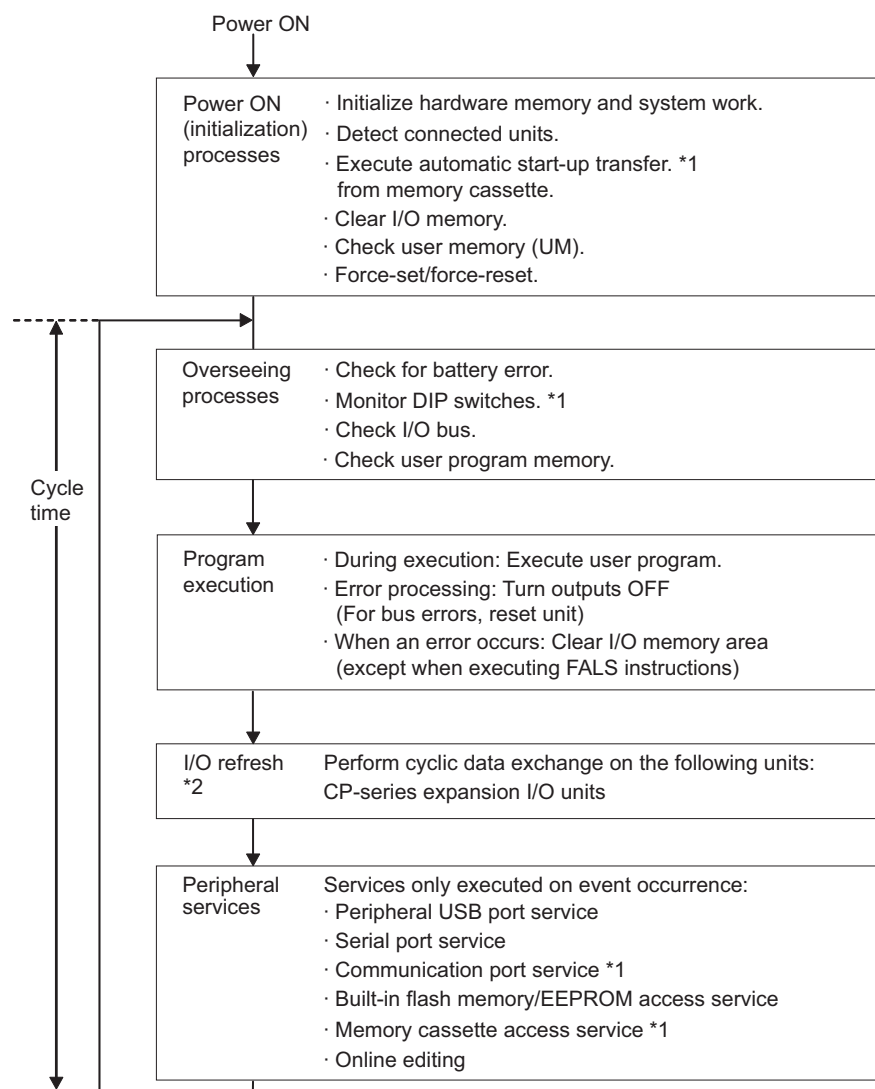 Power ON
Power ON
(initialization)
processes
· Initialize hardware memory and system work.
· Detect connected units.
· Execute automatic start-up transfer. *1
from memory cassette.
· Clear I/O memory.
· Check user memory (UM).
· Force-set/force-reset.
Overseeing
processes
· Check for battery error.
· Monitor DIP switches. *1
· Check I/O bus.
· Check user program memory.
Cycle
time
Program
execution
· During execution: Execute user program.
· Error processing: Turn outputs OFF
(For bus errors, reset unit)
· When an error occurs: Clear I/O memory area
(except when executing FALS instructions)
I/O refresh
*2
Perform cyclic data exchange on the following units:
CP-series expansion I/O units
Peripheral
services
Services only executed on event occurrence:
· Peripheral USB port service
· Serial port service
· Communication port service *1
· Built-in flash memory/EEPROM access service
· Memory cassette access service *1
· Online editing